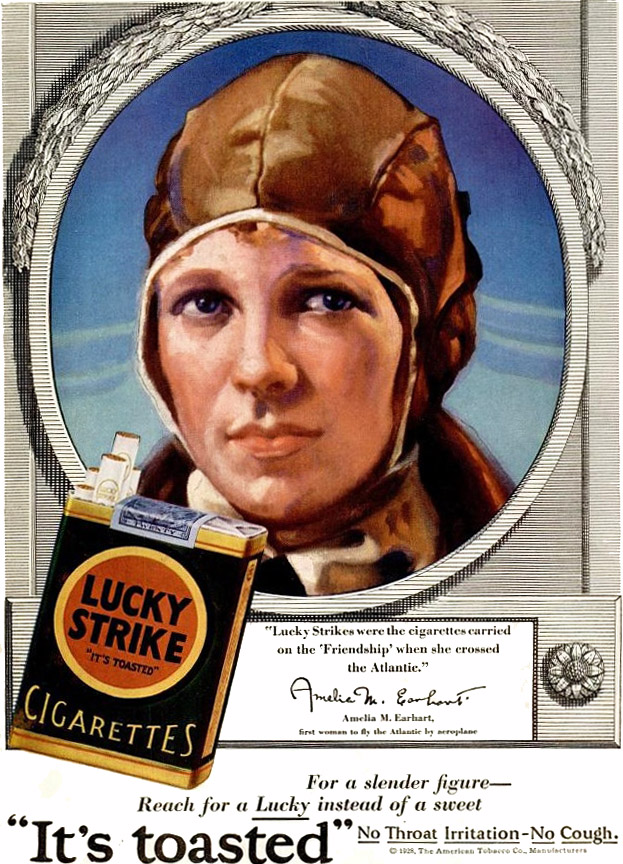 LUCKY
STRIKE
"IT'S TOASTED"
CIGARETTES
"Lucky Strikes were the cigarettes carried
on the 'Friendship' when she crossed
the Atlantic."
Amelia M. Earhart
Amelia M. Earhart,
first woman to fly the Atlantic by aeroplane
For a slender figure—
Reach for a Lucky instead of a sweet
"It's toasted"
No Throat Irritation-No Cough.
© 1928, The American Tobacco Co., Manufacturers